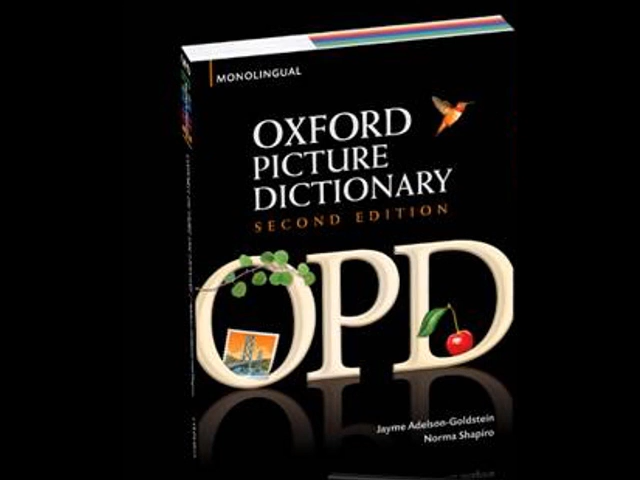 MONOLINGUAL
OXFORD
PICTURE
DICTIONARY
SECOND EDITION
OPD
Jayme Adelson-Goldstein
Norma Shapiro